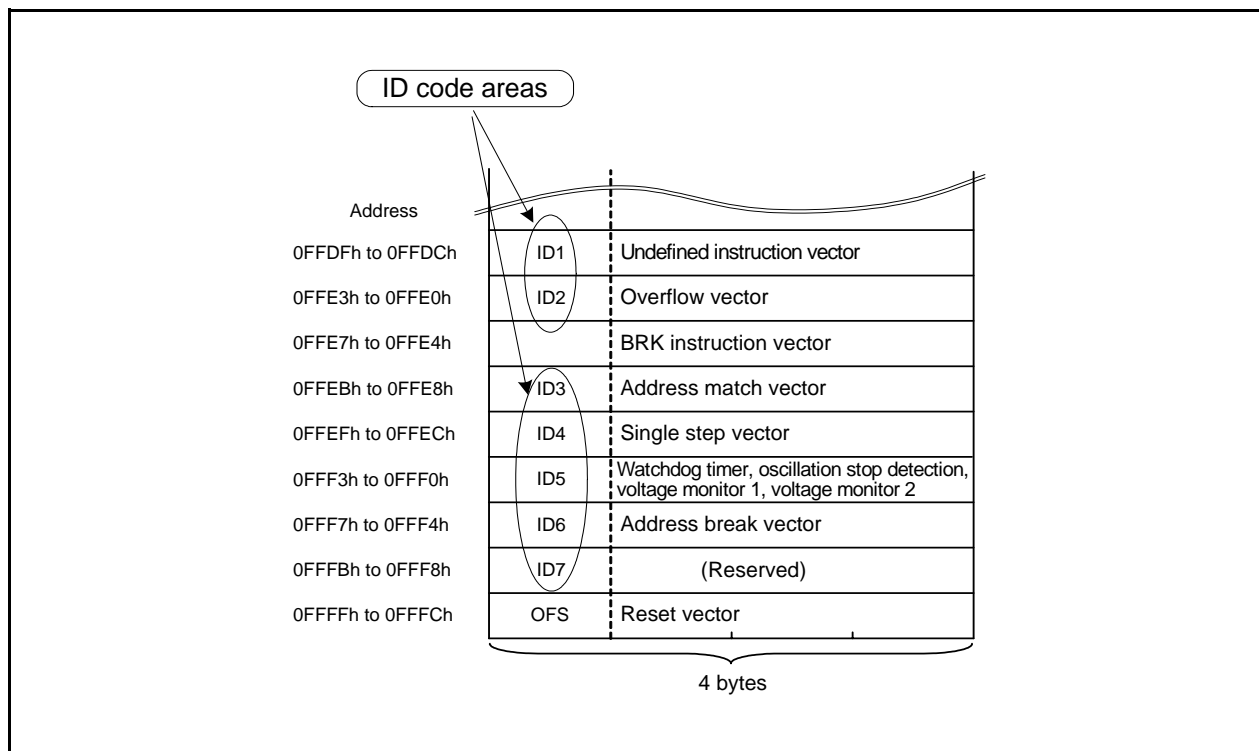 ID code areas
Address
0FFDFh to 0FFDCh ID1 Undefined instruction vector
0FFE3h to 0FFE0h ID2 Overflow vector
0FFE7h to 0FFE4h BRK instruction vector
0FFEBh to 0FFE8h ID3 Address match vector
0FFEFh to 0FFECh ID4 Single step vector
0FFF3h to 0FFF0h ID5 Watchdog timer, oscillation stop detection,
voltage monitor 1, voltage monitor 2
0FFF7h to 0FFF4h ID6 Address break vector
0FFFBh to 0FFF8h ID7 (Reserved)
0FFFFh to 0FFFCh OFS Reset vector
4 bytes